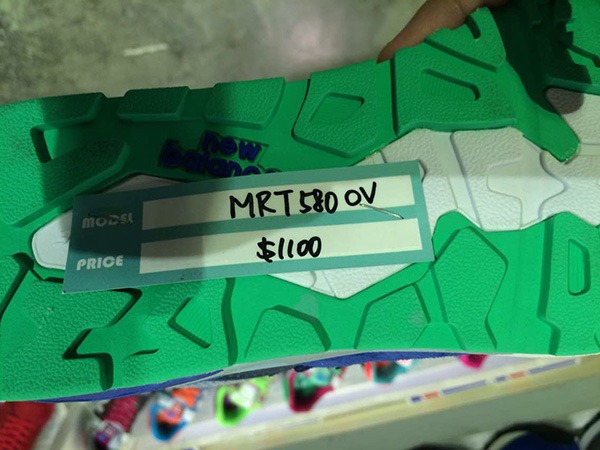 new
balance
MODEL MRT580 OV
PRICE $1100